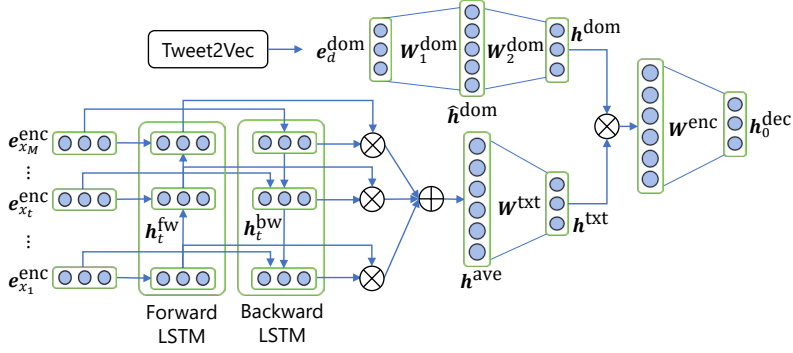 Tweet2Vec
e_d^dom
W_1^dom
W_2^dom
h^dom
ĥ^dom
e_{x_M}^enc
...
e_{x_t}^enc
...
e_{x_1}^enc
h_t^fw
h_t^bw
Forward
LSTM
Backward
LSTM
h^ave
W^txt
h^txt
W^enc
h_0^dec